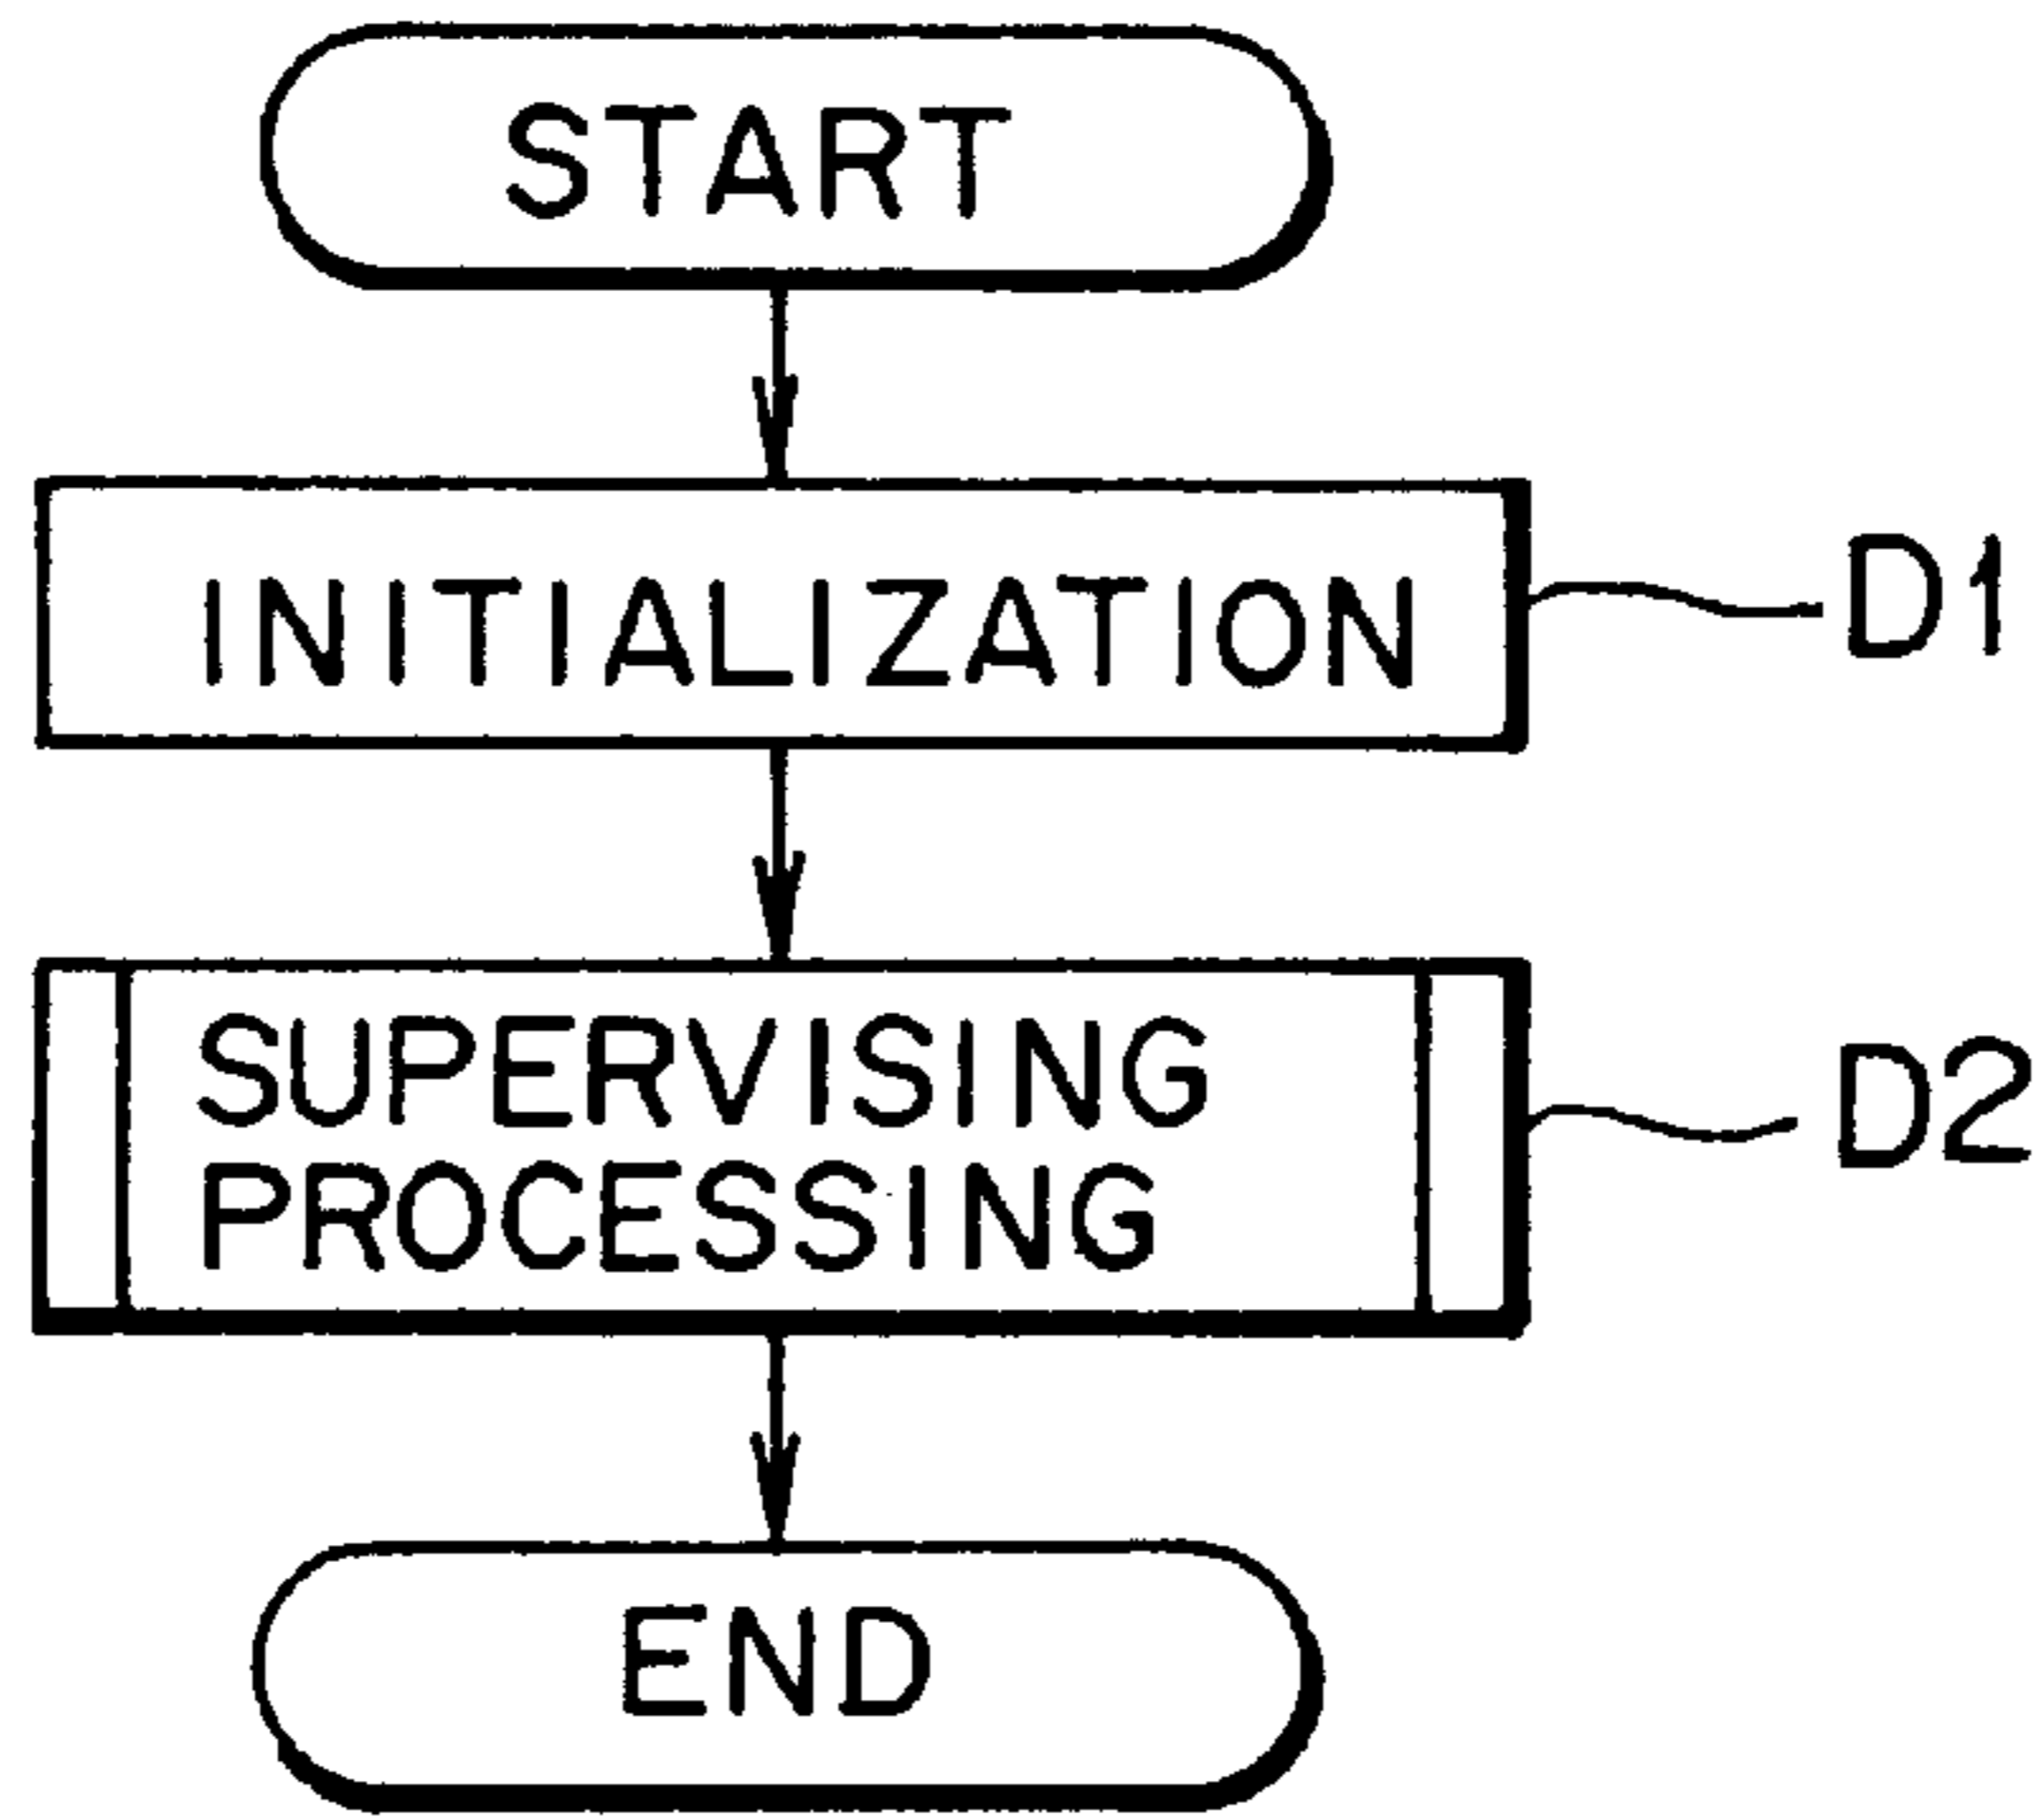 START
INITIALIZATION
D1
SUPERVISING
PROCESSING
D2
END